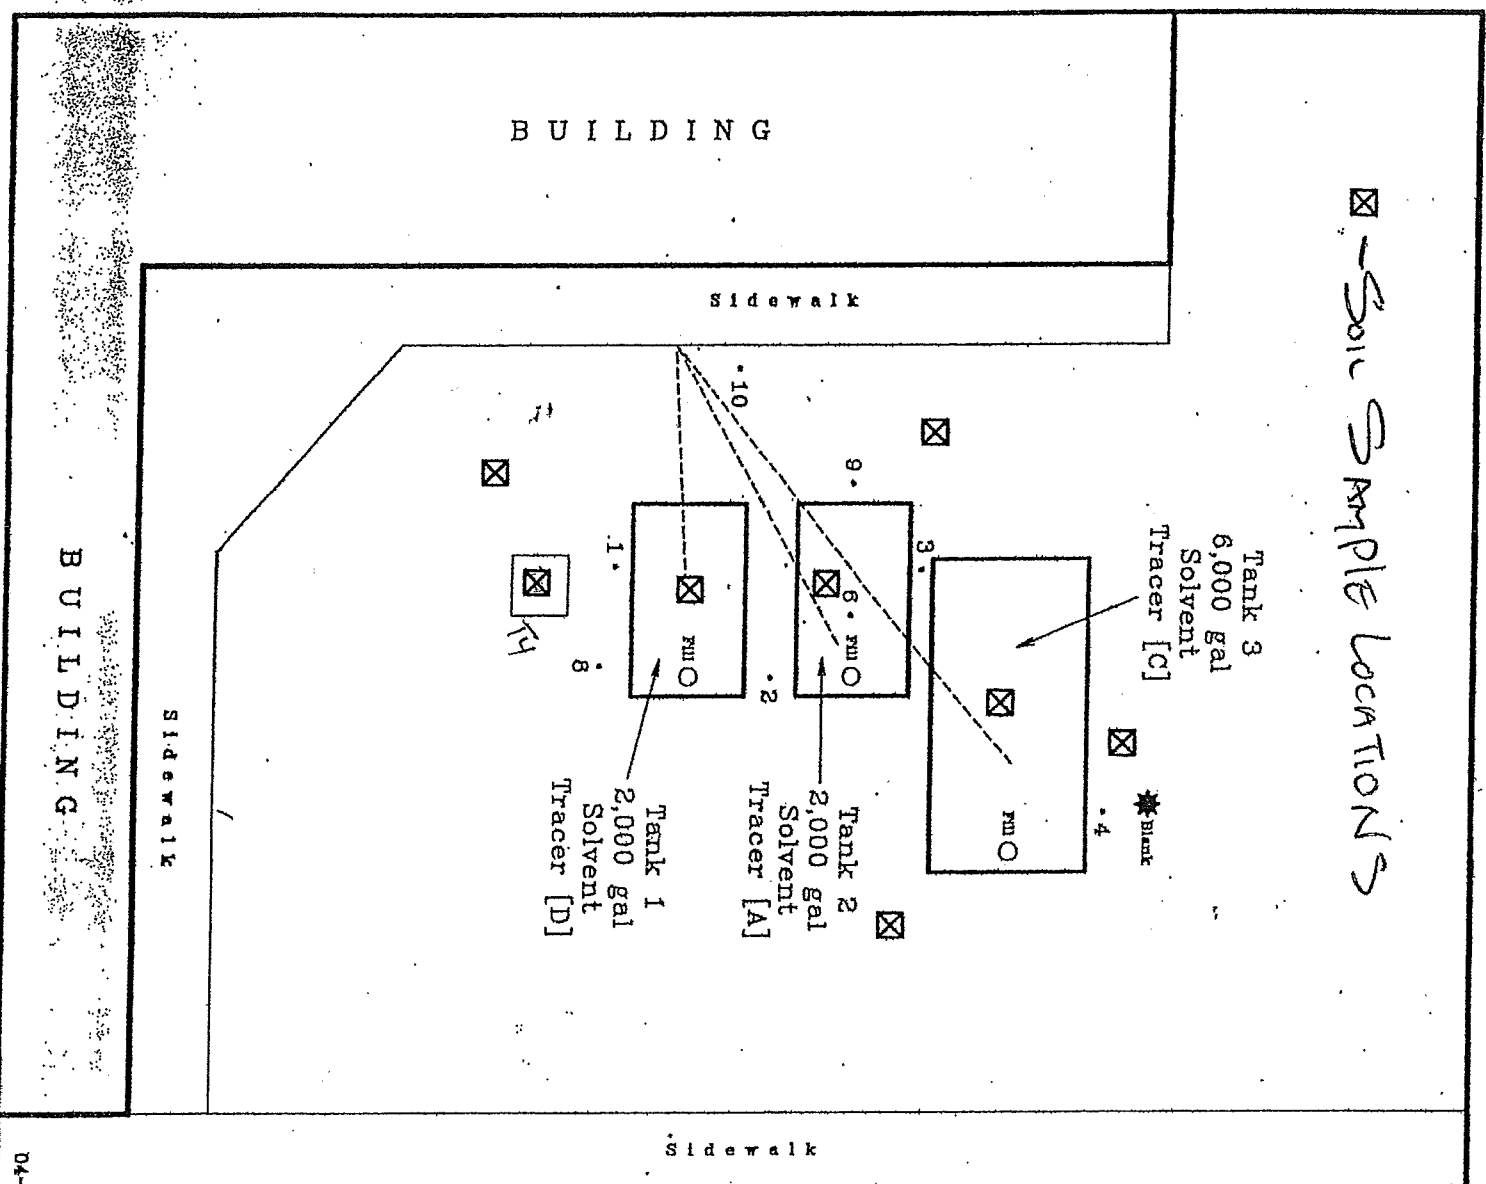 BUILDING
Sidewalk
- Soil SAMPLE LOCATIONS
10
9
3
Tank 3
6,000 gal
Solvent
Tracer [C]
1
6
Fill
Fill
Fill
T4
8
2
4
Blank
Tank 2
2,000 gal
Solvent
Tracer [A]
Tank 1
2,000 gal
Solvent
Tracer [D]
BUILDING
Sidewalk
Sidewalk
04-